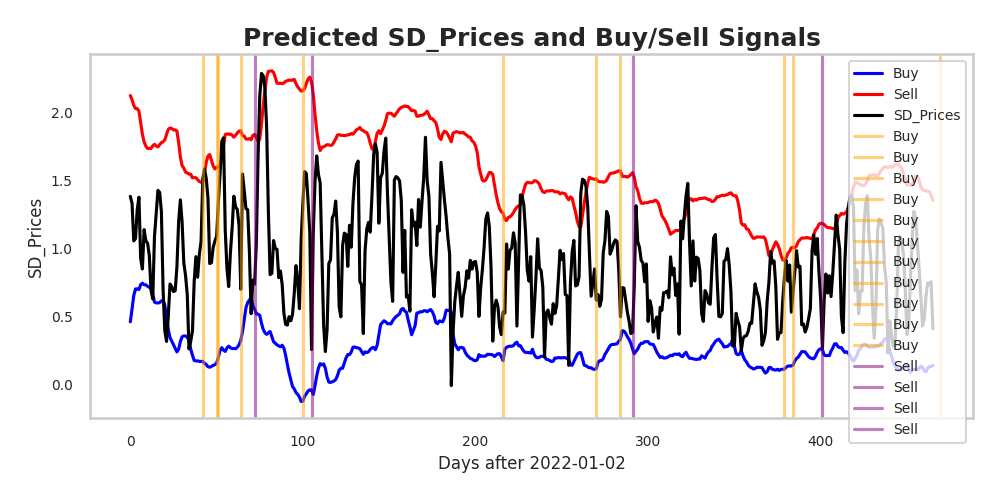 Predicted SD_Prices and Buy/Sell Signals
SD_Prices
2.0
1.5
1.0
0.5
0.0
0
100
200
300
400
Days after 2022-01-02
Buy
Sell
SD_Prices
Buy
Buy
Buy
Buy
Buy
Buy
Buy
Buy
Buy
Buy
Buy
Sell
Sell
Sell
Sell